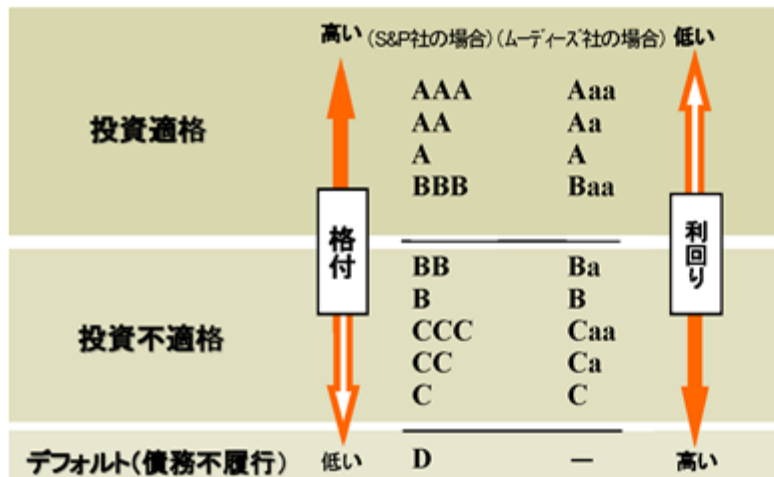 高い (S&P社の場合) (ムーディーズ社の場合) 低い
投資適格
AAA Aaa
AA Aa
A A
BBB Baa
格付
利回り
投資不適格
BB Ba
B B
CCC Caa
CC Ca
C C
デフォルト(債務不履行) 低い D ― 高い